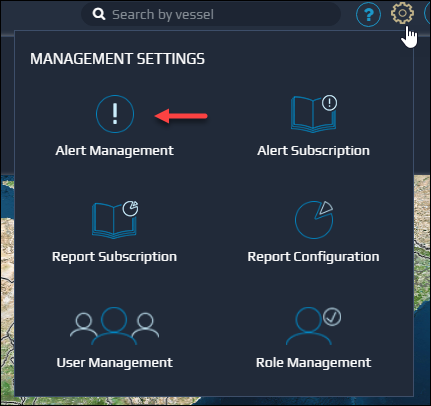 Search by vessel
?
MANAGEMENT SETTINGS
!
!
Alert Management
Alert Subscription
Report Subscription
Report Configuration
User Management
Role Management